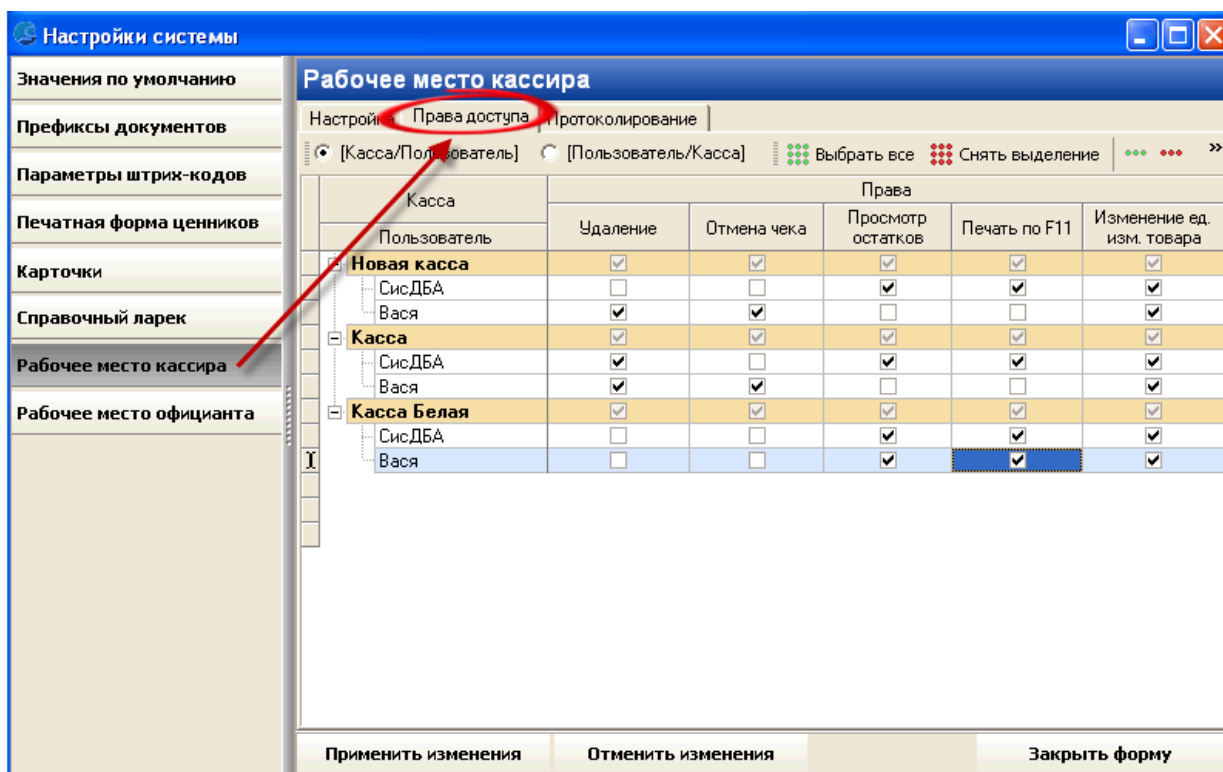 Настройки системы
Значения по умолчанию
Префиксы документов
Параметры штрих-кодов
Печатная форма ценников
Карточки
Справочный ларек
Рабочее место кассира
Рабочее место официанта
Рабочее место кассира
Настройка Права доступа Протоколирование
[Касса/Пользователь] [Пользователь/Касса] Выбрать все Снять выделение »
Касса Права
Пользователь Удаление Отмена чека Просмотр остатков Печать по F11 Изменение ед. изм. товара
Новая касса
СисДБА
Вася
Касса
СисДБА
Вася
Касса Белая
СисДБА
Вася
Применить изменения Отменить изменения Закрыть форму